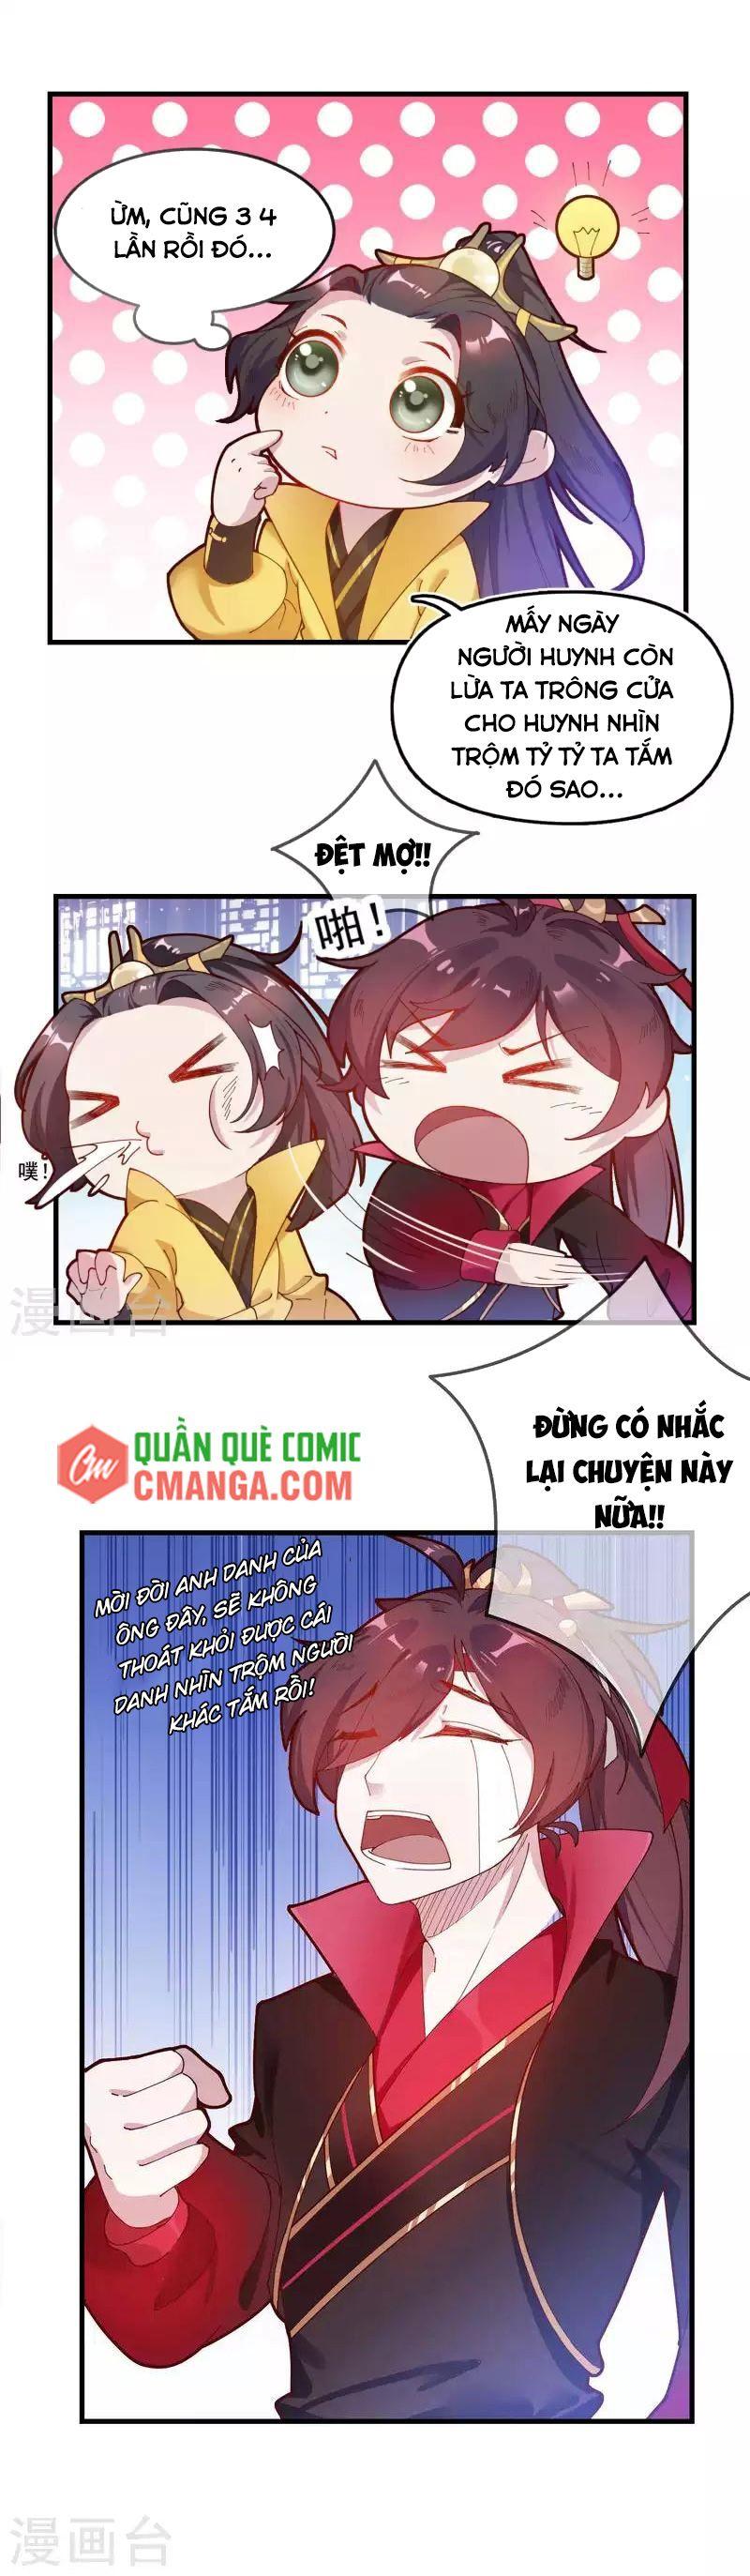 ỪM, CŨNG 3 4
LẦN RỒI ĐÓ...
MẤY NGÀY
NGƯỜI HUYNH CÒN
LỪA TA TRÔNG CỬA
CHO HUYNH NHÌN
TRỘM TỶ TỶ TA TẮM
ĐÓ SAO...
ĐỆT MỢ!!
啪!
噗!
漫画台
ĐỪNG CÓ NHẮC
LẠI CHUYỆN NÀY
NỮA!!
Cm
QUẦN QUÈ COMIC
CMANGA.COM
MỜI ĐỜI ANH DANH CỦA
ÔNG ĐÂY, SẼ KHÔNG
THOÁT KHỎI ĐƯỢC CÁI
DANH NHÌN TRỘM NGƯỜI
KHÁC TẮM RỒI!
漫画台